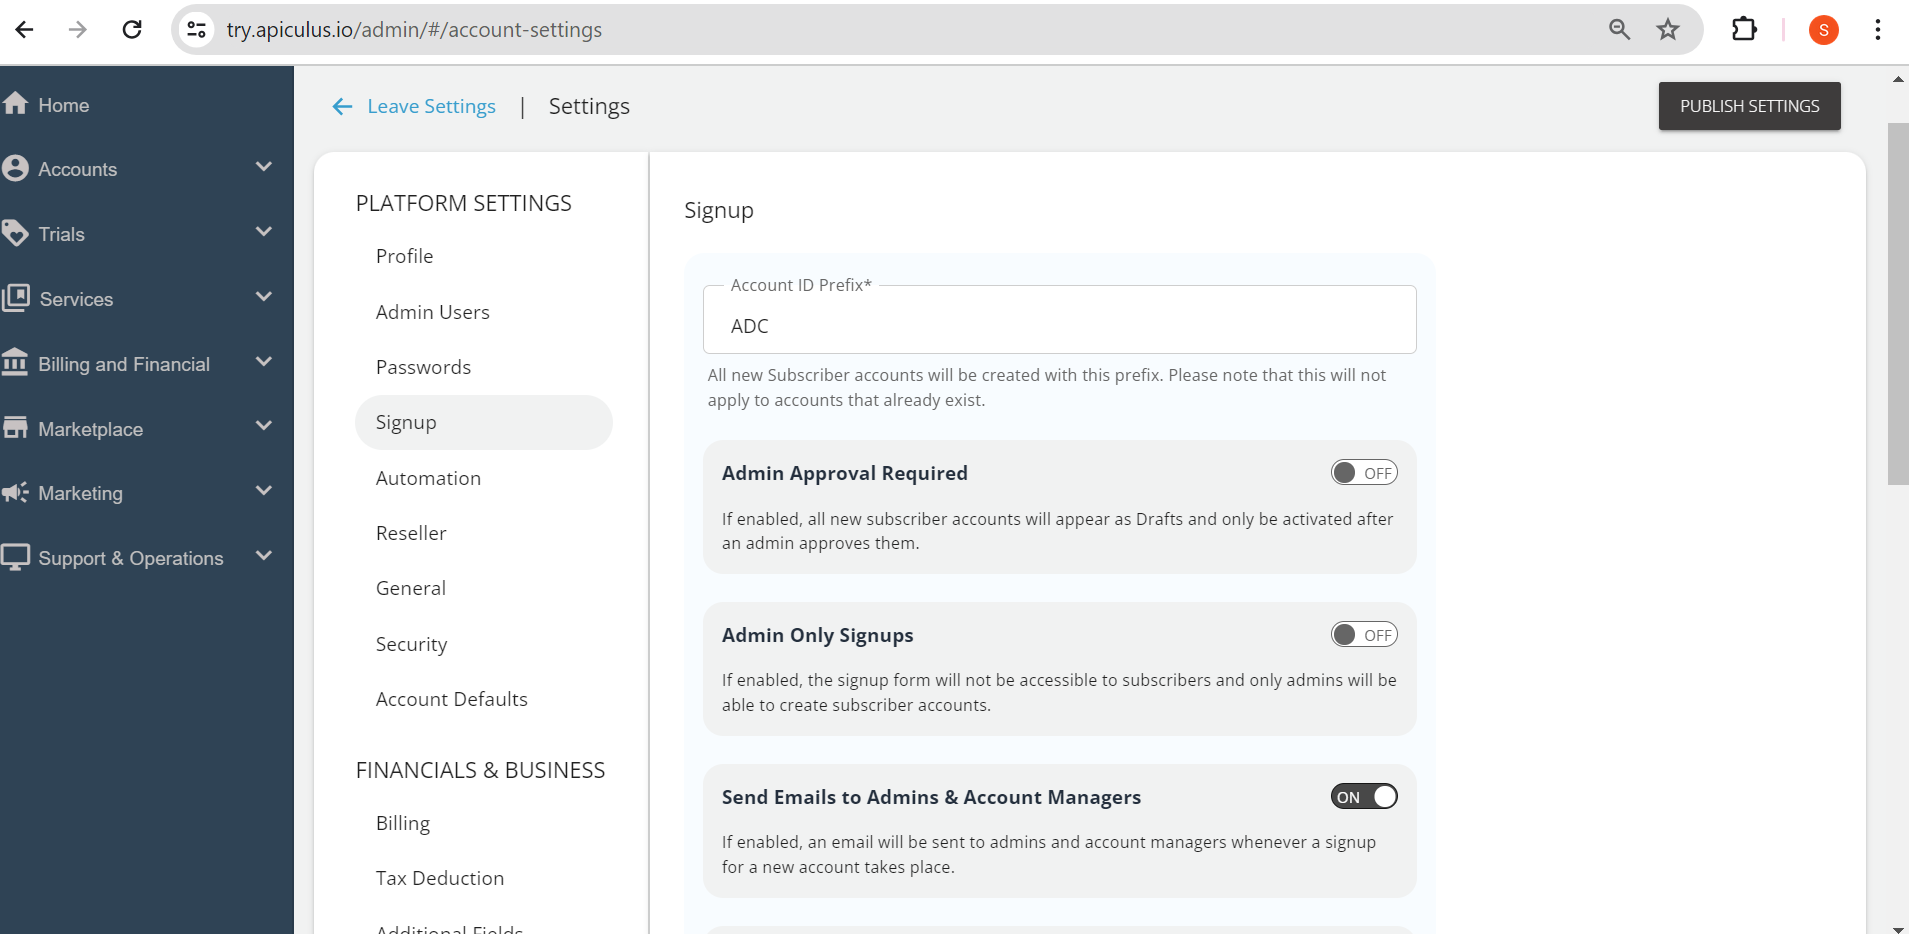 try.apiculus.io/admin/#/account-settings
S
Home
Accounts
Trials
Services
Billing and Financial
Marketplace
Marketing
Support & Operations
Leave Settings | Settings
PUBLISH SETTINGS
PLATFORM SETTINGS
Profile
Admin Users
Passwords
Signup
Automation
Reseller
General
Security
Account Defaults
FINANCIALS & BUSINESS
Billing
Tax Deduction
Additional Fields
Signup
Account ID Prefix*
ADC
All new Subscriber accounts will be created with this prefix. Please note that this will not
apply to accounts that already exist.
Admin Approval Required
OFF
If enabled, all new subscriber accounts will appear as Drafts and only be activated after
an admin approves them.
Admin Only Signups
OFF
If enabled, the signup form will not be accessible to subscribers and only admins will be
able to create subscriber accounts.
Send Emails to Admins & Account Managers
ON
If enabled, an email will be sent to admins and account managers whenever a signup
for a new account takes place.